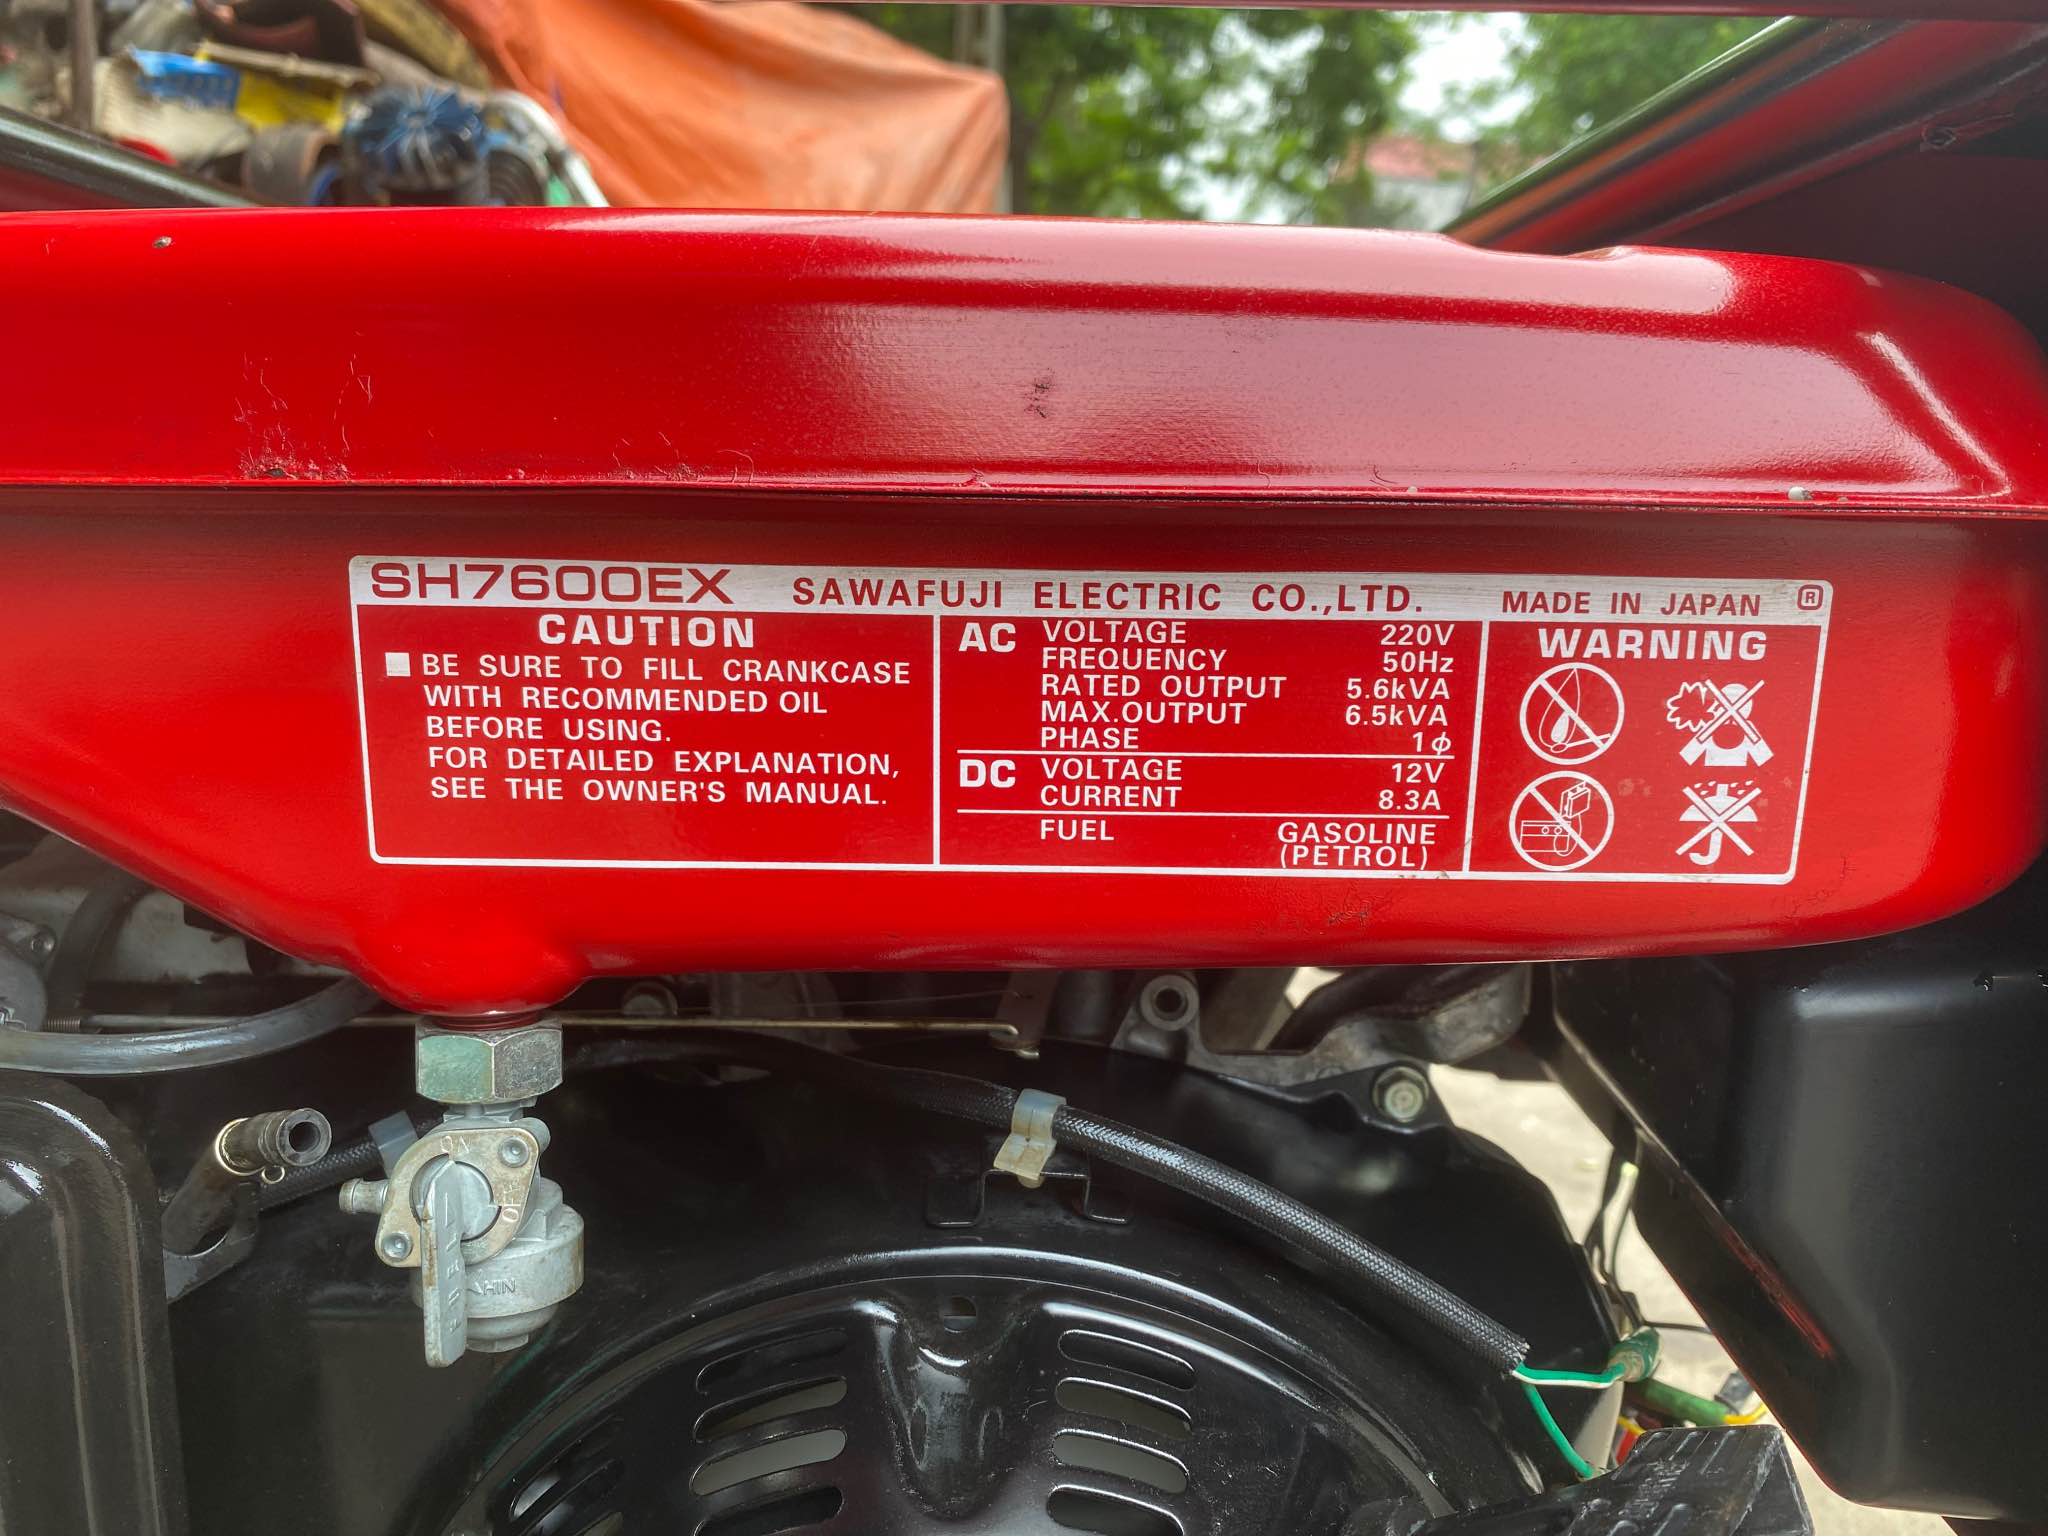 SH7600EX SAWAFUJI ELECTRIC CO.,LTD. MADE IN JAPAN ®
CAUTION
BE SURE TO FILL CRANKCASE
WITH RECOMMENDED OIL
BEFORE USING.
FOR DETAILED EXPLANATION,
SEE THE OWNER'S MANUAL.
AC VOLTAGE 220V
FREQUENCY 50Hz
RATED OUTPUT 5.6kVA
MAX.OUTPUT 6.5kVA
PHASE 1ϕ
DC VOLTAGE 12V
CURRENT 8.3A
FUEL GASOLINE
(PETROL)
WARNING
ON
OFF